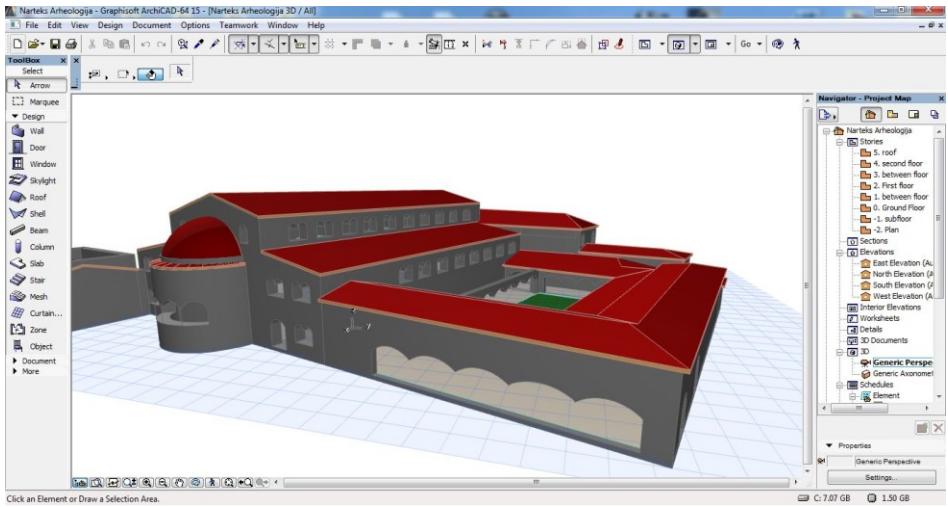 Narteks Arheologija - Graphisoft ArchiCAD-64 15 - [Narteks Arheologija 3D / All]
File Edit View Design Document Options Teamwork Window Help
Go
ToolBox
Select
Arrow
Marquee
Design
Wall
Door
Window
Skylight
Roof
Shell
Beam
Column
Slab
Stair
Mesh
Curtain...
Zone
Object
Document
More
y
x
Navigator - Project Map
Narteks Arheologija
Stories
5. roof
4. second floor
3. between floor
2. First floor
1. between floor
0. Ground Floor
-1. subfloor
-2. Plan
Sections
Elevations
East Elevation (Au
North Elevation (A
South Elevation (A
West Elevation (A
Interior Elevations
Worksheets
Details
3D Documents
3D
Generic Perspe
Generic Axonomet
Schedules
Element
Properties
Generic Perspective
Settings...
Click an Element or Draw a Selection Area.
C: 7.07 GB 1.50 GB